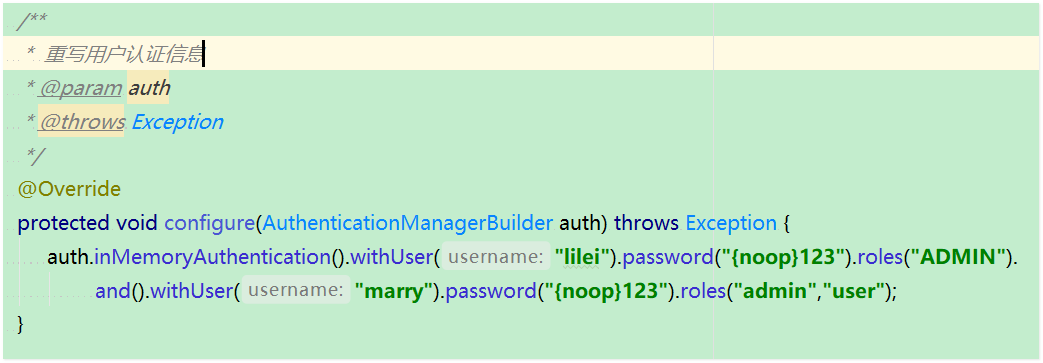 /**
* 重写用户认证信息
* @param auth
* @throws Exception
*/
@Override
protected void configure(AuthenticationManagerBuilder auth) throws Exception {
auth.inMemoryAuthentication().withUser( username: "lilei").password("{noop}123").roles("ADMIN").
and().withUser( username: "marry").password("{noop}123").roles("admin","user");
}